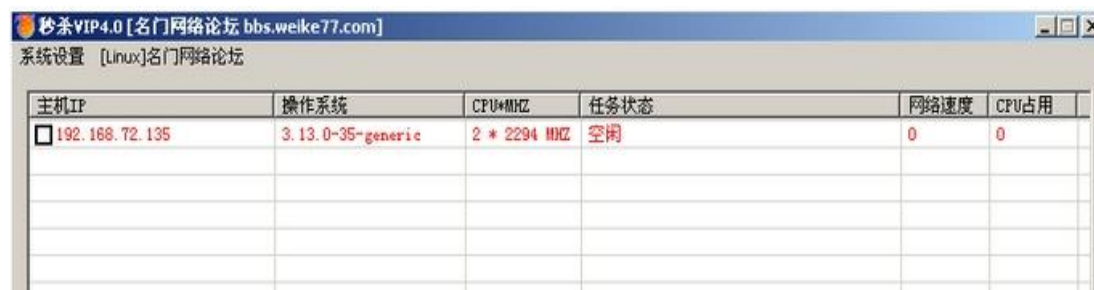 秒杀VIP4.0 [名门网络论坛 bbs.weike77.com]
系统设置 [Linux]名门网络论坛
主机IP 操作系统 CPU*MHZ 任务状态 网络速度 CPU占用
192.168.72.135 3.13.0-35-generic 2 * 2294 MHZ 空闲 0 0